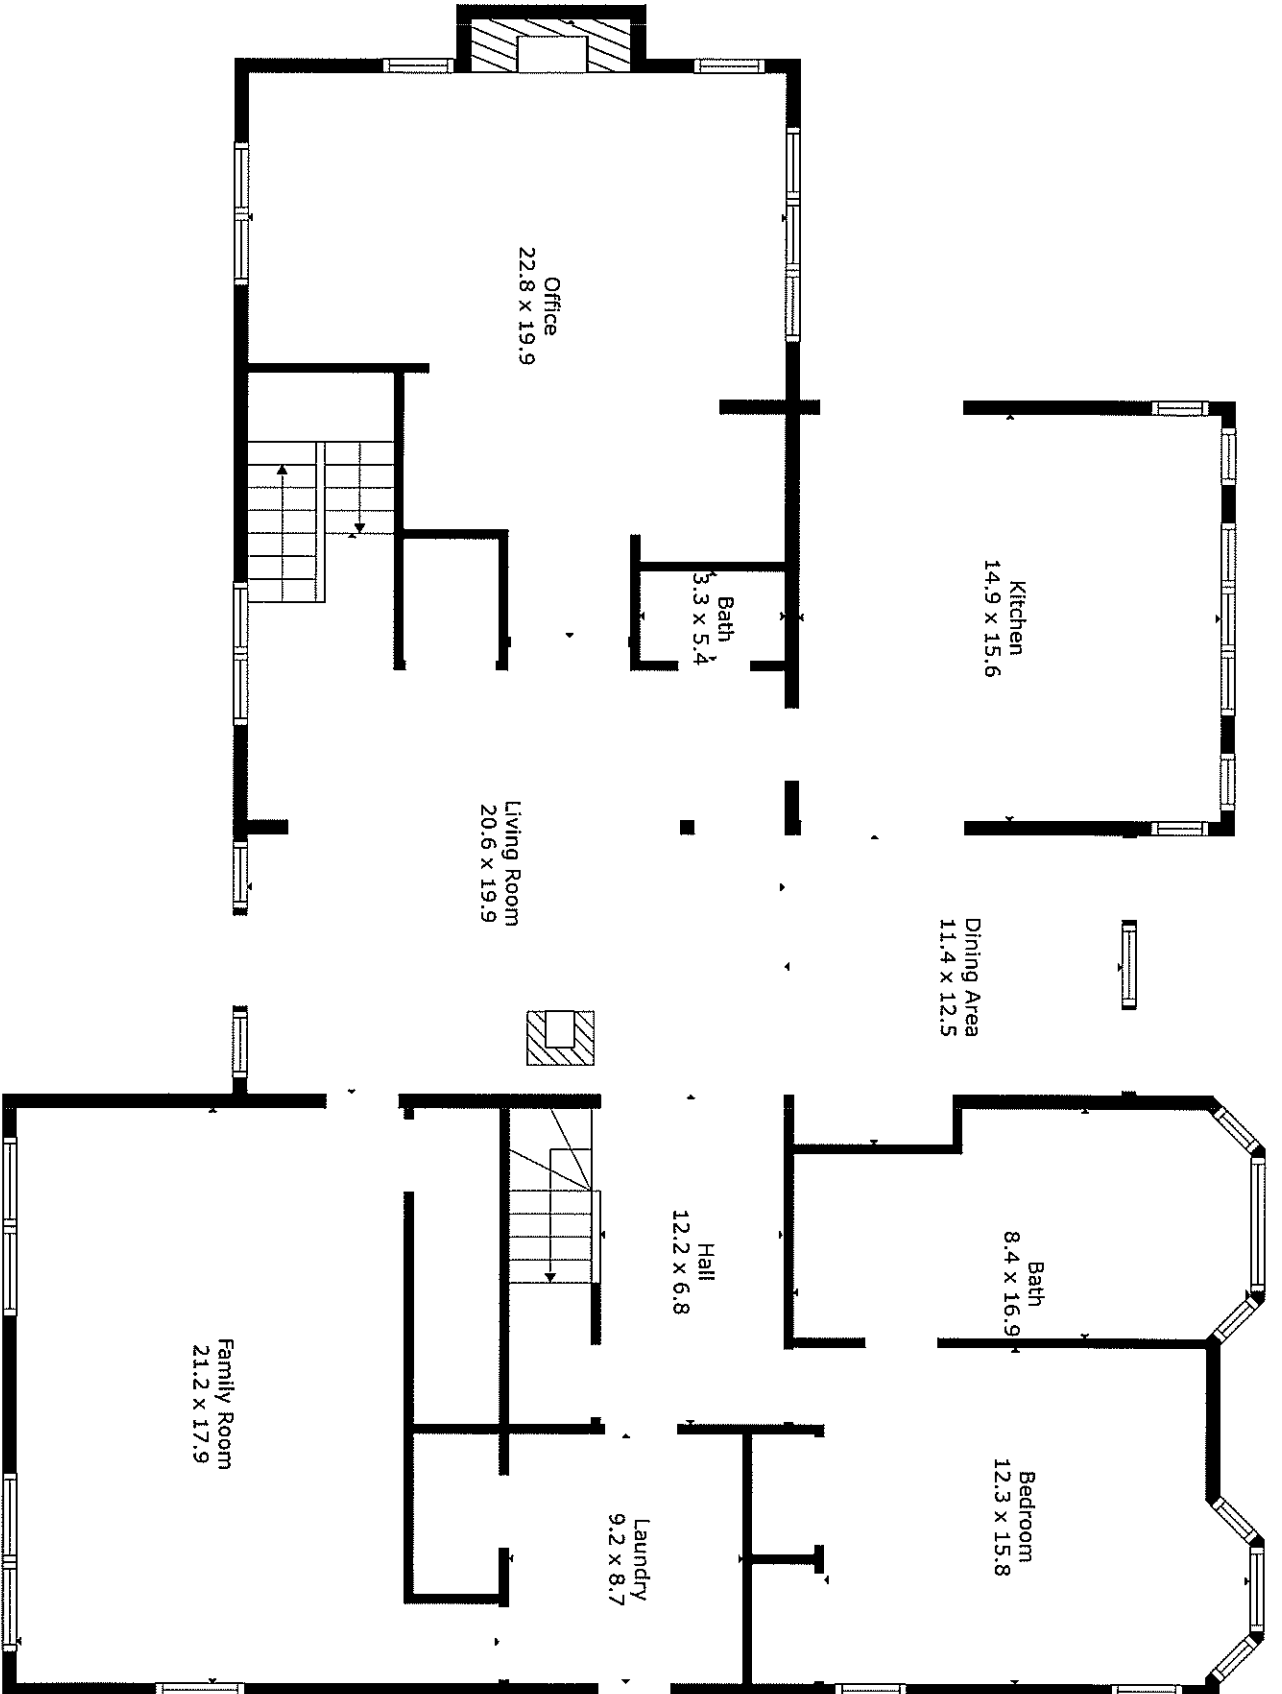 Office
22.8 x 19.9
Kitchen
14.9 x 15.6
Bath
3.3 x 5.4
Living Room
20.6 x 19.9
Dining Area
11.4 x 12.5
Hall
12.2 x 6.8
Bath
8.4 x 16.9
Family Room
21.2 x 17.9
Laundry
9.2 x 8.7
Bedroom
12.3 x 15.8